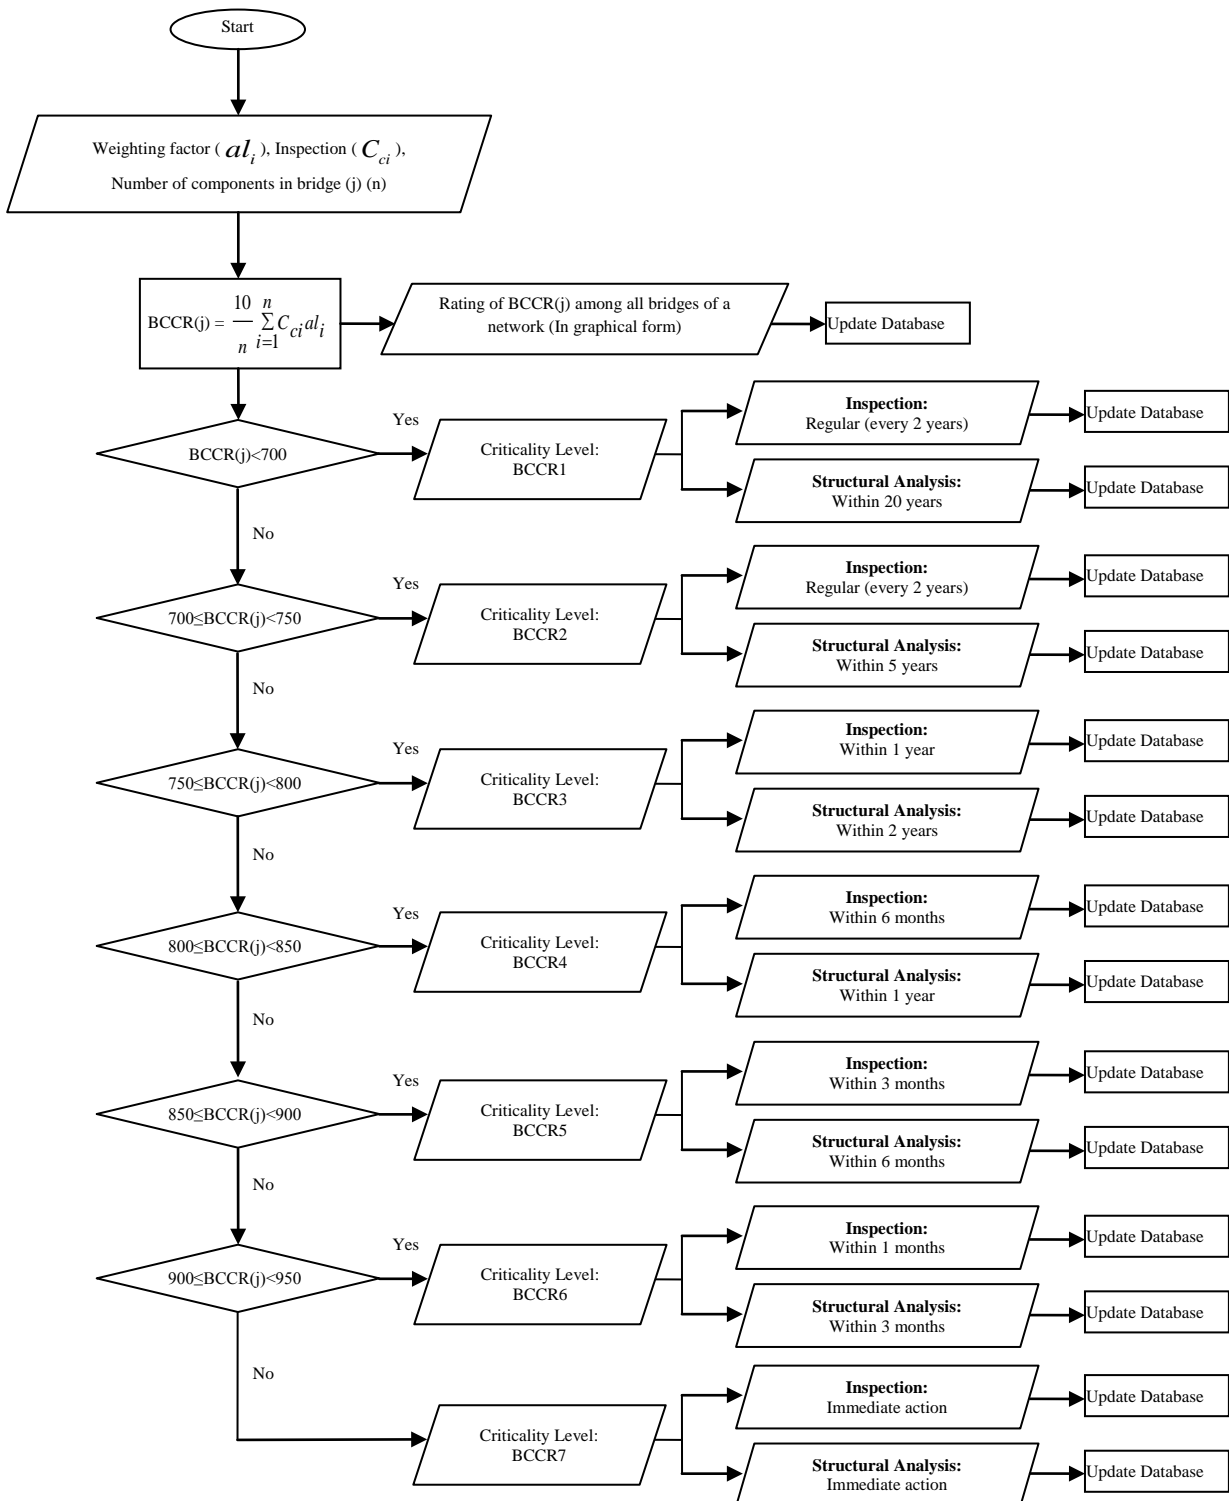 Start
Weighting factor ( al_i ), Inspection ( C_ci ),
Number of components in bridge (j) (n)
BCCR(j) = 10/n n∑i=1 C_ci al_i
Rating of BCCR(j) among all bridges of a
network (In graphical form)
Update Database
BCCR(j)<700
Yes
No
Criticality Level:
BCCR1
Inspection:
Regular (every 2 years)
Update Database
Structural Analysis:
Within 20 years
Update Database
700≤BCCR(j)<750
Yes
No
Criticality Level:
BCCR2
Inspection:
Regular (every 2 years)
Update Database
Structural Analysis:
Within 5 years
Update Database
750≤BCCR(j)<800
Yes
No
Criticality Level:
BCCR3
Inspection:
Within 1 year
Update Database
Structural Analysis:
Within 2 years
Update Database
800≤BCCR(j)<850
Yes
No
Criticality Level:
BCCR4
Inspection:
Within 6 months
Update Database
Structural Analysis:
Within 1 year
Update Database
850≤BCCR(j)<900
Yes
No
Criticality Level:
BCCR5
Inspection:
Within 3 months
Update Database
Structural Analysis:
Within 6 months
Update Database
900≤BCCR(j)<950
Yes
No
Criticality Level:
BCCR6
Inspection:
Within 1 months
Update Database
Structural Analysis:
Within 3 months
Update Database
Criticality Level:
BCCR7
Inspection:
Immediate action
Update Database
Structural Analysis:
Immediate action
Update Database